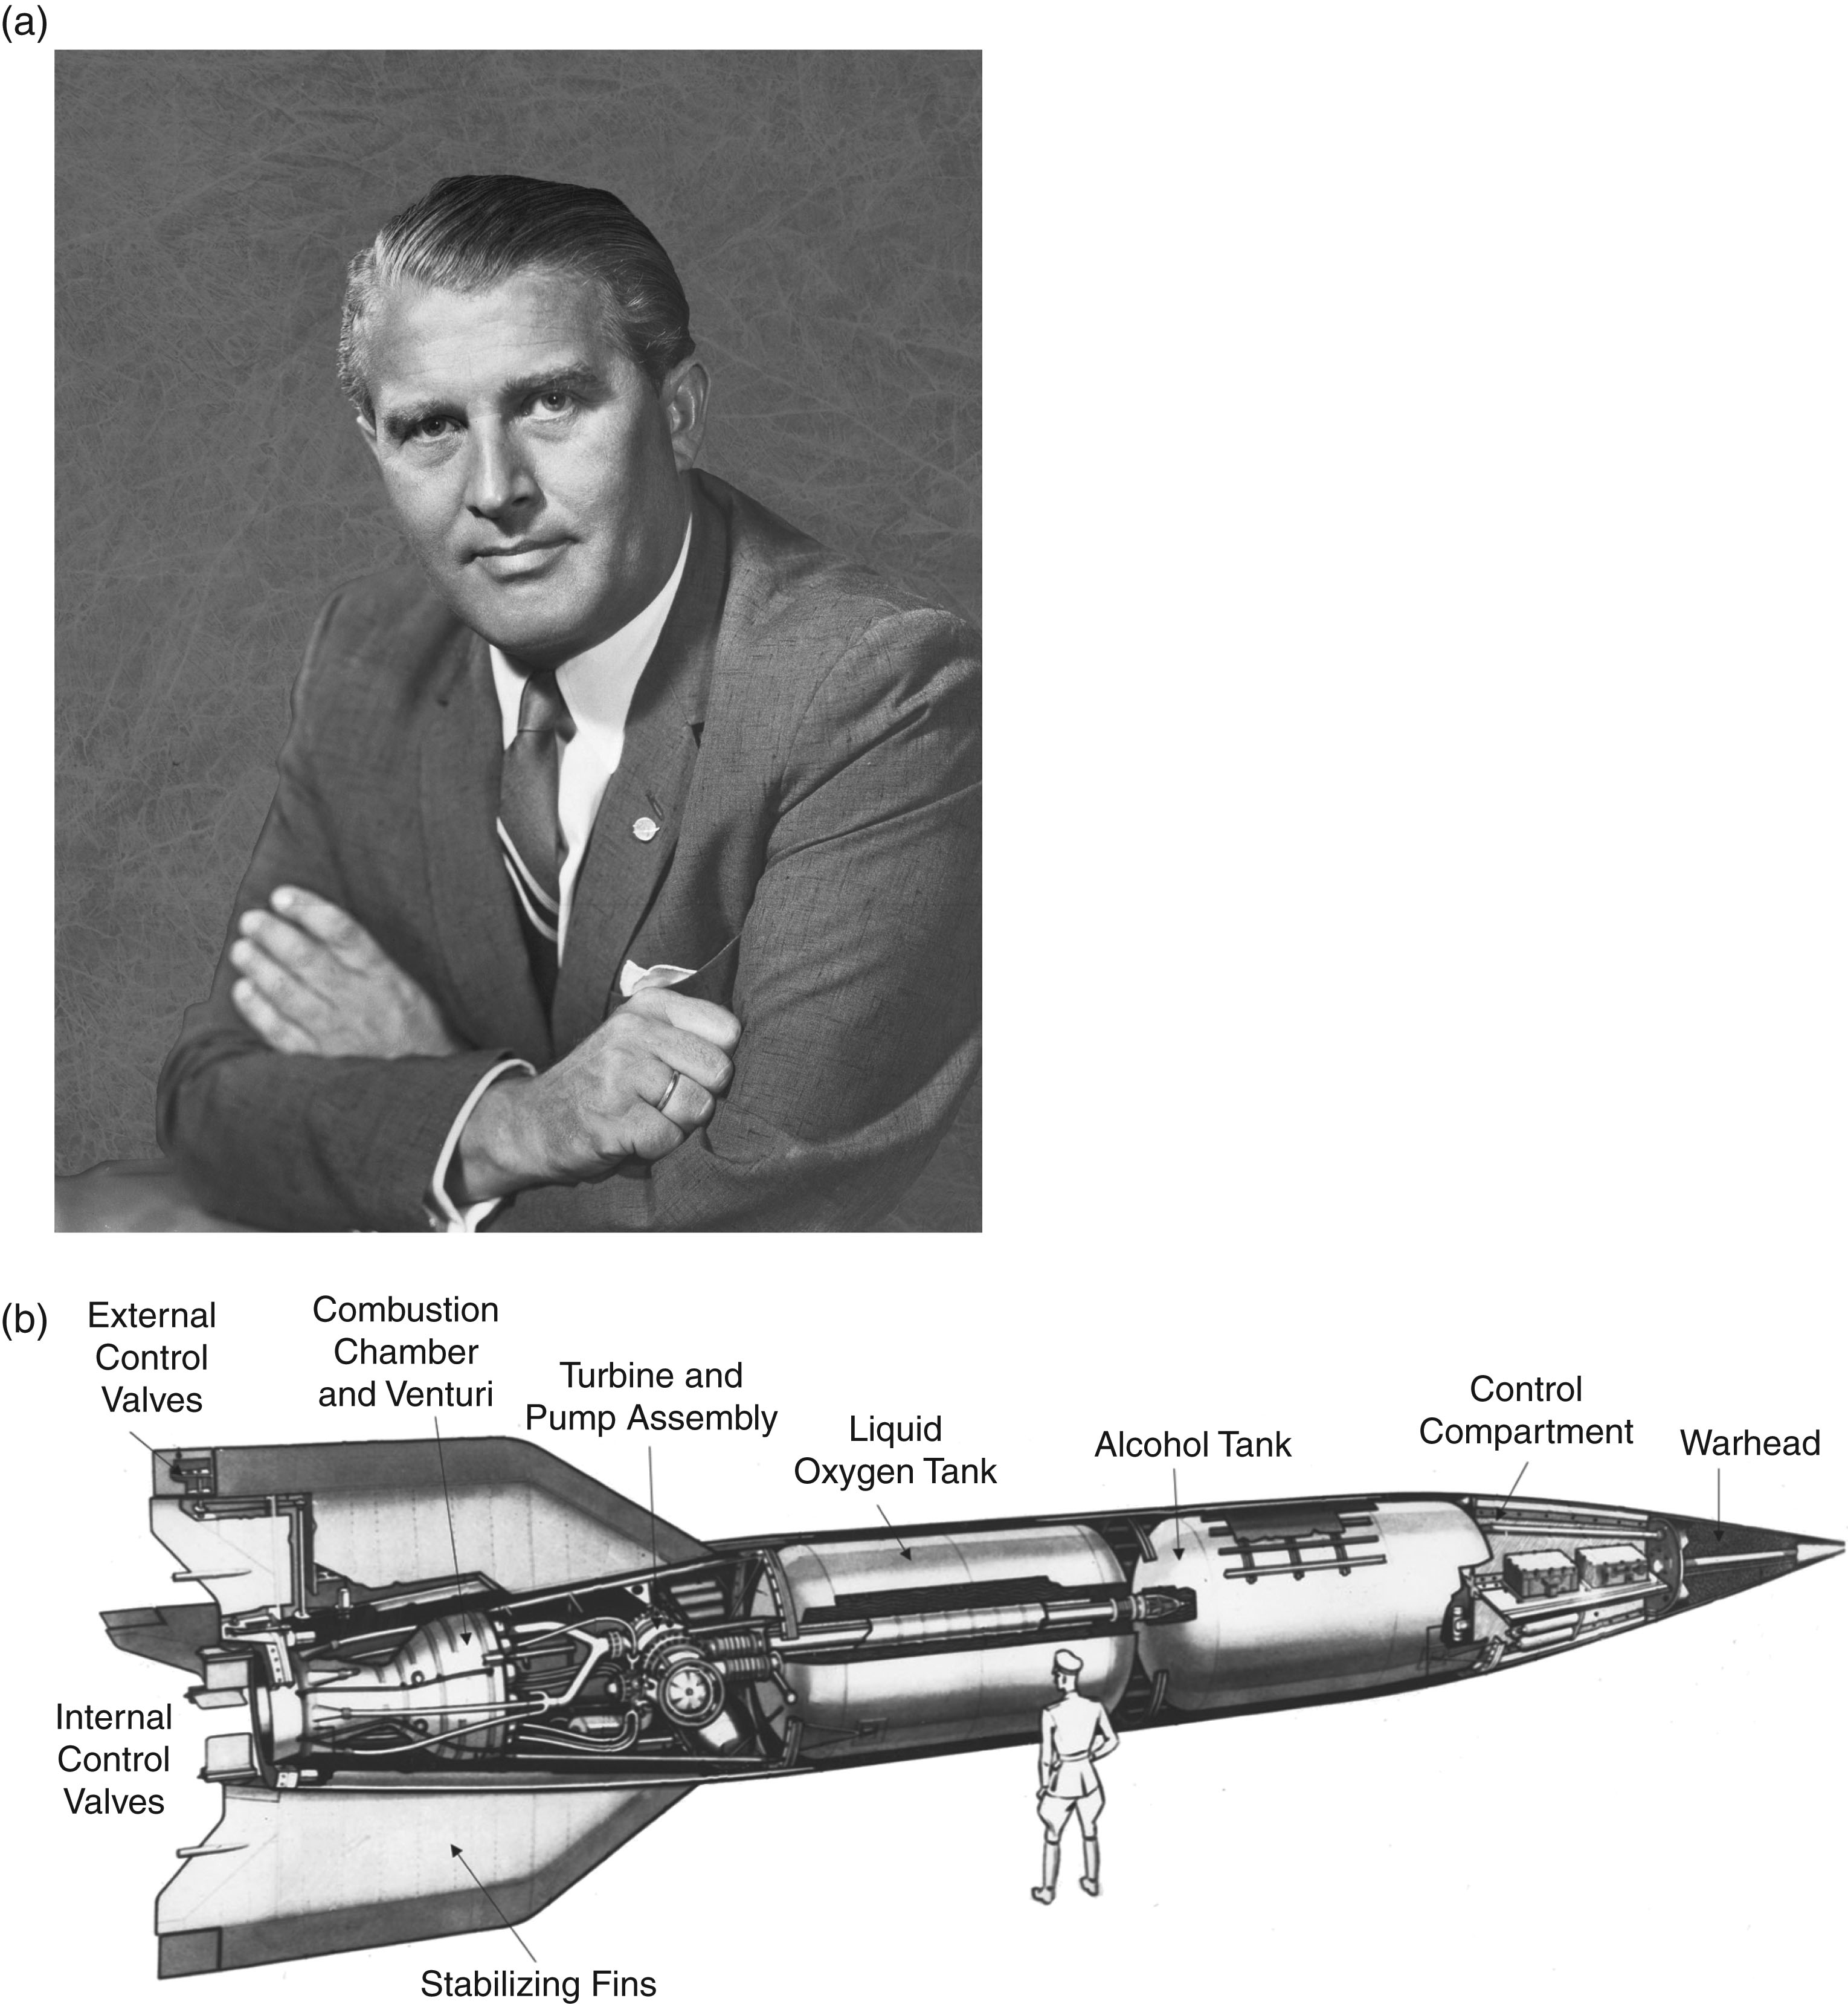 (a)
(b)
External
Control
Valves
Combustion
Chamber
and Venturi
Turbine and
Pump Assembly
Liquid
Oxygen Tank
Alcohol Tank
Control
Compartment
Warhead
Internal
Control
Valves
Stabilizing Fins